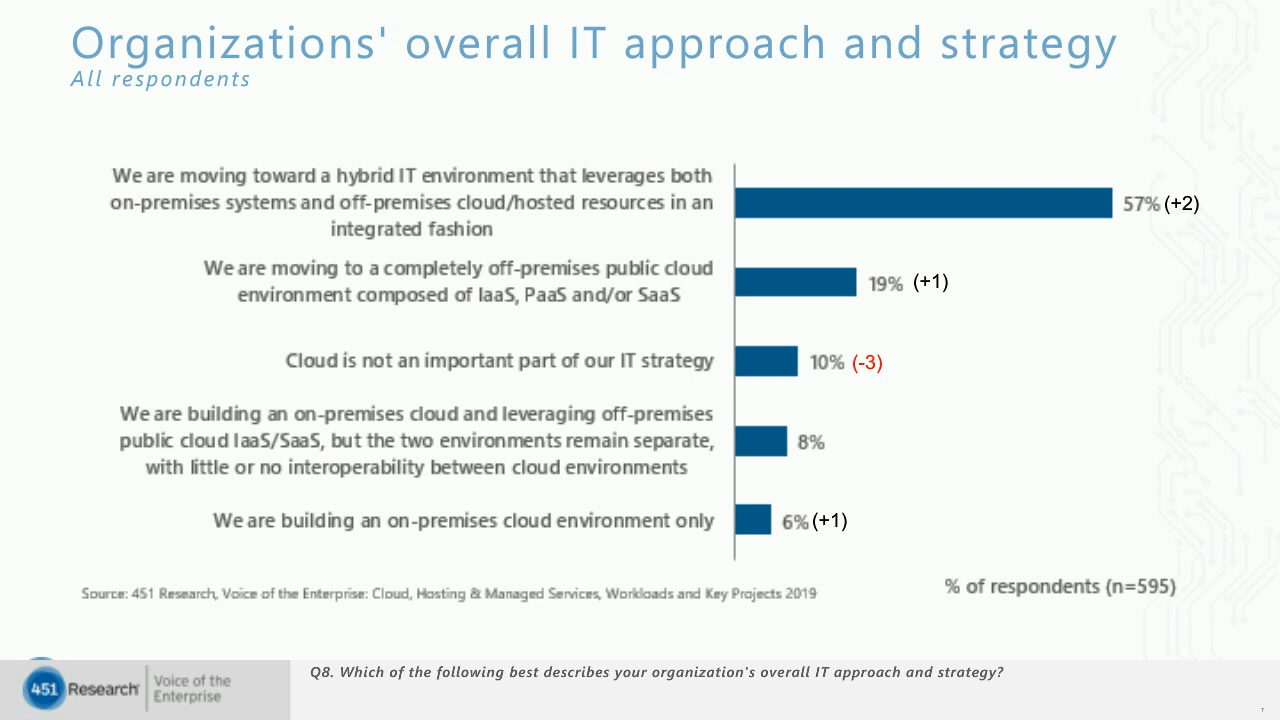 Organizations' overall IT approach and strategy
All respondents
We are moving toward a hybrid IT environment that leverages both
on-premises systems and off-premises cloud/hosted resources in an
integrated fashion
57% (+2)
We are moving to a completely off-premises public cloud
environment composed of IaaS, PaaS and/or SaaS
19% (+1)
Cloud is not an important part of our IT strategy
10% (-3)
We are building an on-premises cloud and leveraging off-premises
public cloud IaaS/SaaS, but the two environments remain separate,
with little or no interoperability between cloud environments
8%
We are building an on-premises cloud environment only
6% (+1)
Source: 451 Research, Voice of the Enterprise: Cloud, Hosting & Managed Services, Workloads and Key Projects 2019
% of respondents (n=595)
Q8. Which of the following best describes your organization's overall IT approach and strategy?
451 Research
Voice of the
Enterprise
7